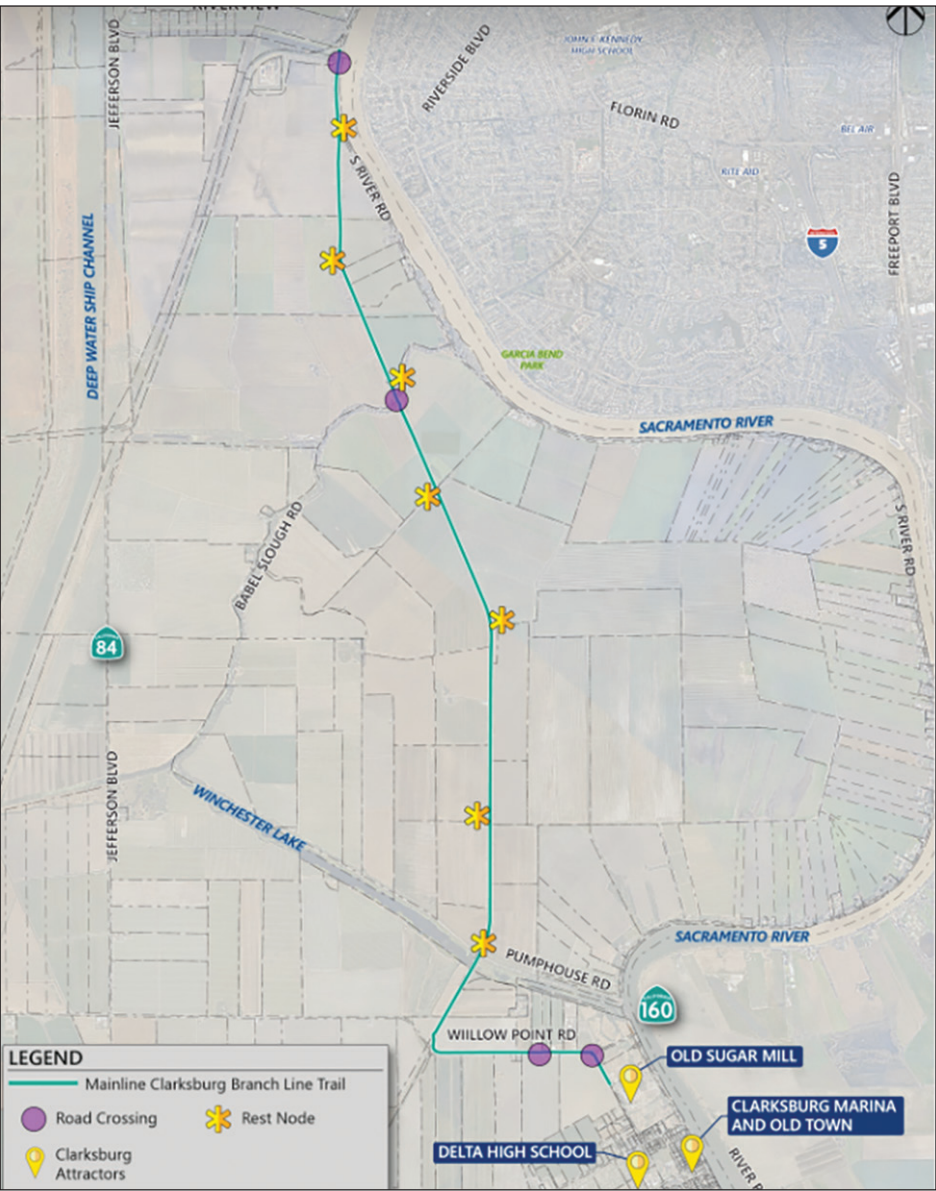 RIVERVIEW
JEFFERSON BLVD
RIVERSIDE BLVD
JOHN F. KENNEDY
HIGH SCHOOL
FLORIN RD
BEL AIR
RITE AID
FREEPORT BLVD
S RIVER RD
5
DEEP WATER SHIP CHANNEL
GARCIA BEND
PARK
SACRAMENTO RIVER
S RIVER RD
BABEL SLOUGH RD
CALIFORNIA
84
JEFFERSON BLVD
WINCHESTER LAKE
SACRAMENTO RIVER
PUMPHOUSE RD
CALIFORNIA
160
WIILLOW POINT RD
OLD SUGAR MILL
CLARKSBURG MARINA
AND OLD TOWN
DELTA HIGH SCHOOL
RIVER
LEGEND
Mainline Clarksburg Branch Line Trail
Road Crossing
Rest Node
Clarksburg
Attractors